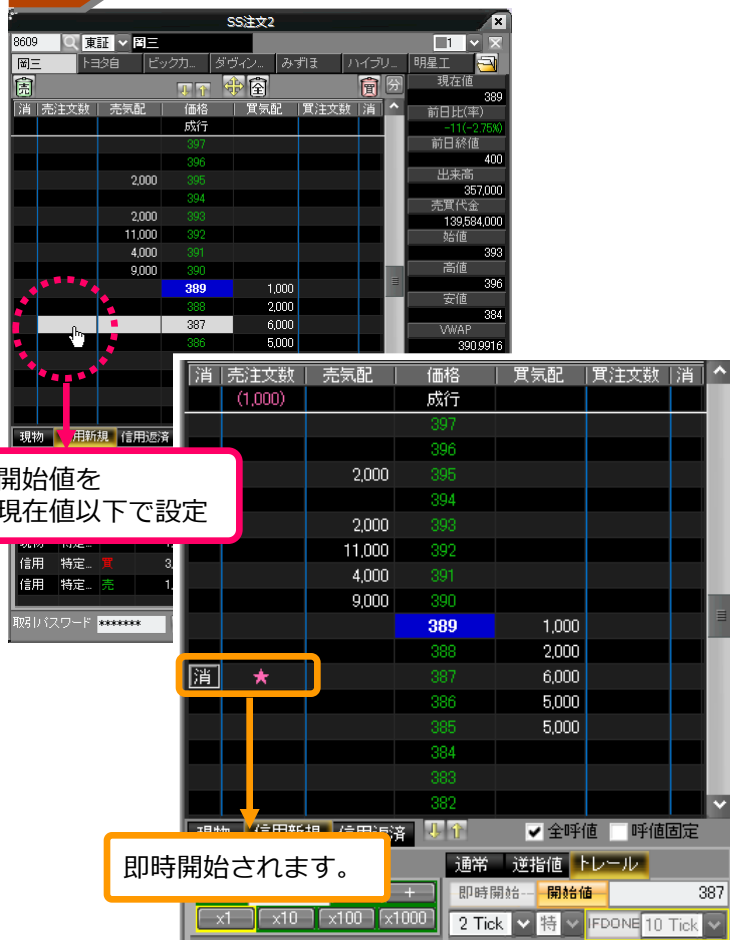 SS注文2
8609 東証 岡三 1
岡三 トヨタ自 ビックカ... ダヴィン... みずほ ハイブリ... 明星工
売 全 買 分
消 売注文数 売気配 価格 買気配 買注文数 消
成行
397
396
2,000 395
394
2,000 393
11,000 392
4,000 391
9,000 390
389 1,000
388 2,000
387 6,000
386 5,000
現在値
389
前日比(率)
-11(-2.75%)
前日終値
400
出来高
357,000
売買代金
139,584,000
始値
393
高値
396
安値
384
VWAP
390.9916
現物 信用新規 信用返済
開始値を
現在値以下で設定
信用 特定... 買 3,
信用 特定... 売 1,
取引パスワード *******
消 売注文数 売気配 価格 買気配 買注文数 消
(1,000) 成行
397
396
2,000 395
394
2,000 393
11,000 392
4,000 391
9,000 390
389 1,000
388 2,000
消 ★ 387 6,000
386 5,000
385 5,000
384
383
382
現物 信用新規 信用返済 全呼値 呼値固定
即時開始されます。
通常 逆指値 トレール
+ 即時開始-- 開始値 387
x1 x10 x100 x1000 2 Tick 特 IFDONE 10 Tick